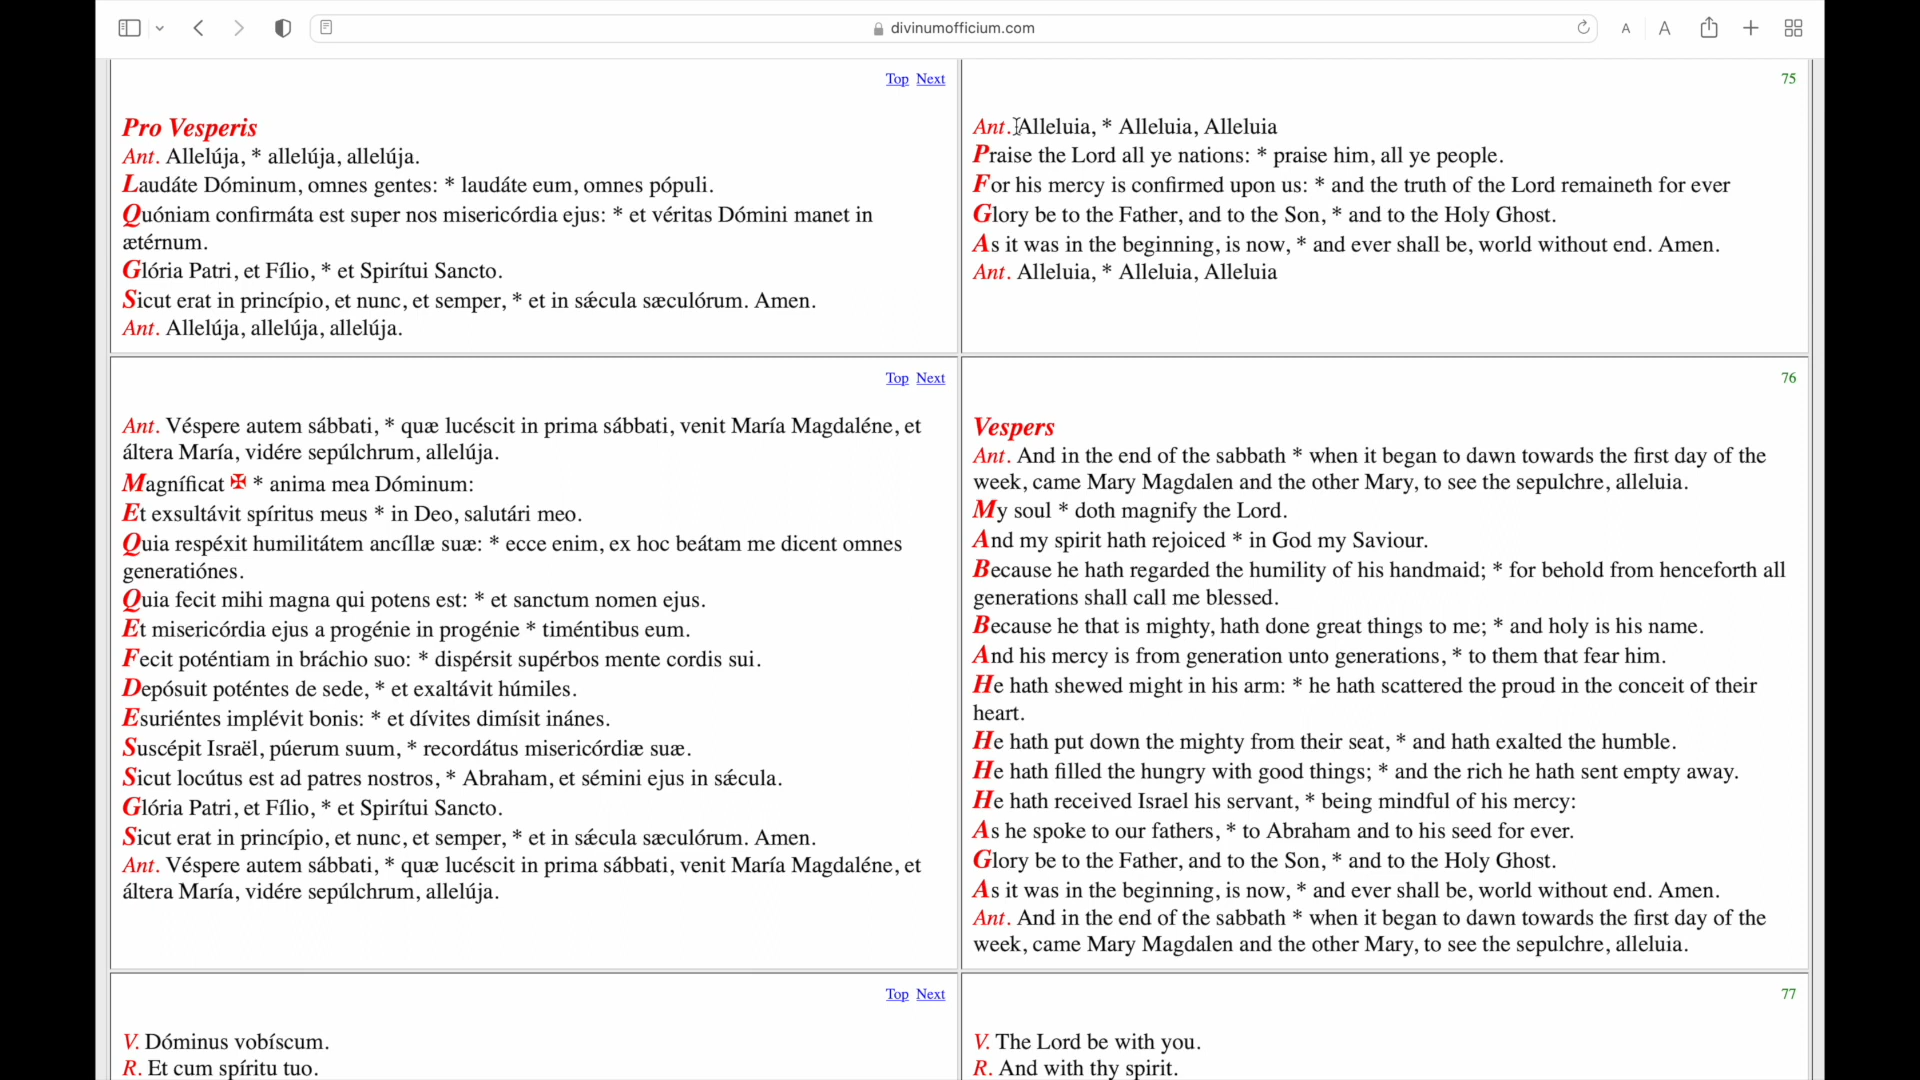 divinumofficium.com
A
A
Top Next
Pro Vesperis
Ant. Allelúja, * allelúja, allelúja.
Laudáte Dóminum, omnes gentes: * laudáte eum, omnes pópuli.
Quóniam confirmáta est super nos misericórdia ejus: * et véritas Dómini manet in
ætérnum.
Glória Patri, et Fílio, * et Spirítui Sancto.
Sicut erat in princípio, et nunc, et semper, * et in sǽcula sæculórum. Amen.
Ant. Allelúja, allelúja, allelúja.
75
Ant. Alleluia, * Alleluia, Alleluia
Praise the Lord all ye nations: * praise him, all ye people.
For his mercy is confirmed upon us: * and the truth of the Lord remaineth for ever
Glory be to the Father, and to the Son, * and to the Holy Ghost.
As it was in the beginning, is now, * and ever shall be, world without end. Amen.
Ant. Alleluia, * Alleluia, Alleluia
Top Next
Ant. Véspere autem sábbati, * quæ lucéscit in prima sábbati, venit María Magdaléne, et
áltera María, vidére sepúlchrum, allelúja.
Magníficat ✠ * anima mea Dóminum:
Et exsultávit spíritus meus * in Deo, salutári meo.
Quia respéxit humilitátem ancíllæ suæ: * ecce enim, ex hoc beátam me dicent omnes
generatiónes.
Quia fecit mihi magna qui potens est: * et sanctum nomen ejus.
Et misericórdia ejus a progénie in progénie * timéntibus eum.
Fecit poténtiam in bráchio suo: * dispérsit supérbos mente cordis sui.
Depósuit poténtes de sede, * et exaltávit húmiles.
Esuriéntes implévit bonis: * et dívites dimísit inánes.
Suscépit Israël, púerum suum, * recordátus misericórdiæ suæ.
Sicut locútus est ad patres nostros, * Abraham, et sémini ejus in sǽcula.
Glória Patri, et Fílio, * et Spirítui Sancto.
Sicut erat in princípio, et nunc, et semper, * et in sǽcula sæculórum. Amen.
Ant. Véspere autem sábbati, * quæ lucéscit in prima sábbati, venit María Magdaléne, et
áltera María, vidére sepúlchrum, allelúja.
76
Vespers
Ant. And in the end of the sabbath * when it began to dawn towards the first day of the
week, came Mary Magdalen and the other Mary, to see the sepulchre, alleluia.
My soul * doth magnify the Lord.
And my spirit hath rejoiced * in God my Saviour.
Because he hath regarded the humility of his handmaid; * for behold from henceforth all
generations shall call me blessed.
Because he that is mighty, hath done great things to me; * and holy is his name.
And his mercy is from generation unto generations, * to them that fear him.
He hath shewed might in his arm: * he hath scattered the proud in the conceit of their
heart.
He hath put down the mighty from their seat, * and hath exalted the humble.
He hath filled the hungry with good things; * and the rich he hath sent empty away.
He hath received Israel his servant, * being mindful of his mercy:
As he spoke to our fathers, * to Abraham and to his seed for ever.
Glory be to the Father, and to the Son, * and to the Holy Ghost.
As it was in the beginning, is now, * and ever shall be, world without end. Amen.
Ant. And in the end of the sabbath * when it began to dawn towards the first day of the
week, came Mary Magdalen and the other Mary, to see the sepulchre, alleluia.
Top Next
V. Dóminus vobíscum.
R. Et cum spíritu tuo.
77
V. The Lord be with you.
R. And with thy spirit.